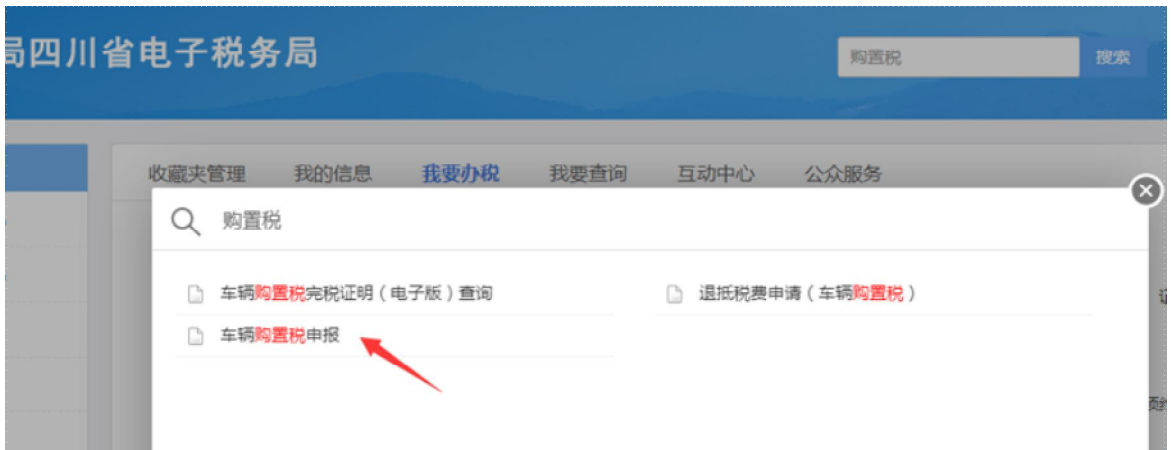 局四川省电子税务局
购置税 搜索
收藏夹管理 我的信息 我要办税 我要查询 互动中心 公众服务
购置税
车辆购置税完税证明（电子版）查询 退抵税费申请（车辆购置税）
车辆购置税申报